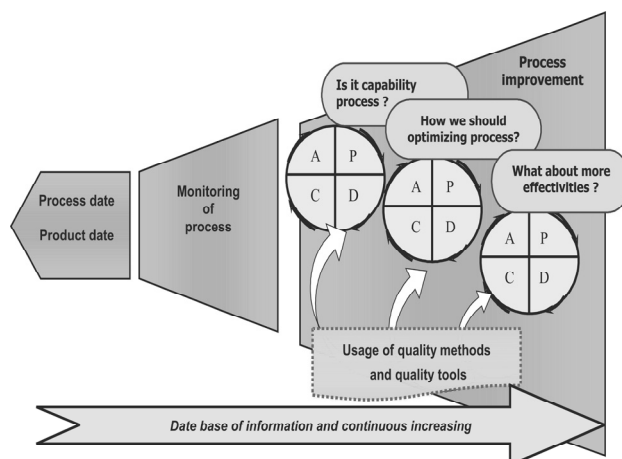 Process
improvement
Is it capability
process ?
How we should
optimizing process?
What about more
effectivities ?
A P
C D
A P
C D
A P
C D
Process date
Product date
Monitoring
of
process
Usage of quality methods
and quality tools
Date base of information and continuous increasing